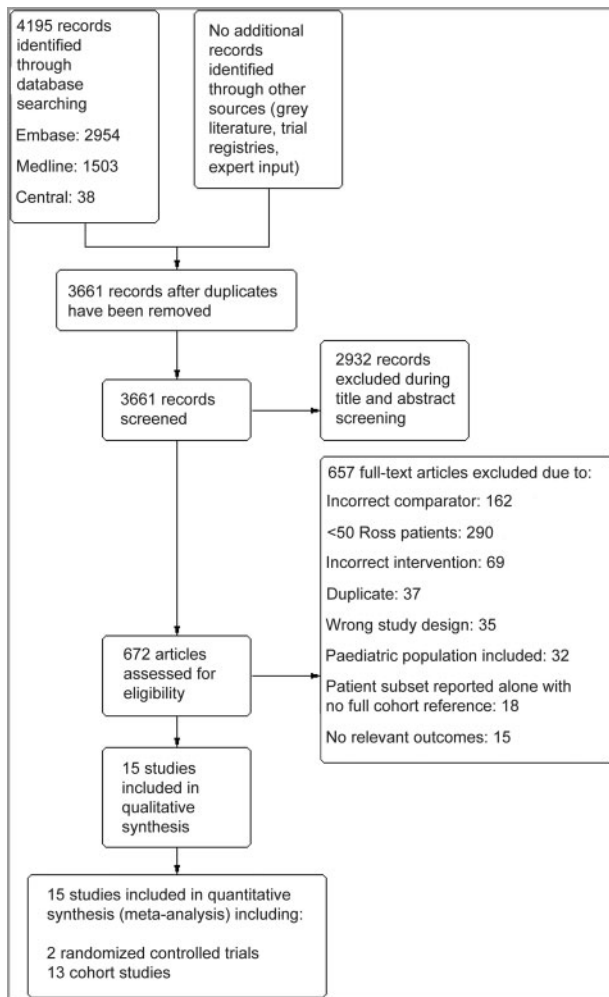 4195 records
identified
through
database
searching
Embase: 2954
Medline: 1503
Central: 38
No additional
records
identified
through other
sources (grey
literature, trial
registries,
expert input)
3661 records after duplicates
have been removed
3661 records
screened
2932 records
excluded during
title and abstract
screening
657 full-text articles excluded due to:
Incorrect comparator: 162
<50 Ross patients: 290
Incorrect intervention: 69
Duplicate: 37
Wrong study design: 35
Paediatric population included: 32
Patient subset reported alone with
no full cohort reference: 18
No relevant outcomes: 15
672 articles
assessed for
eligibility
15 studies
included in
qualitative
synthesis
15 studies included in quantitative
synthesis (meta-analysis) including:
2 randomized controlled trials
13 cohort studies